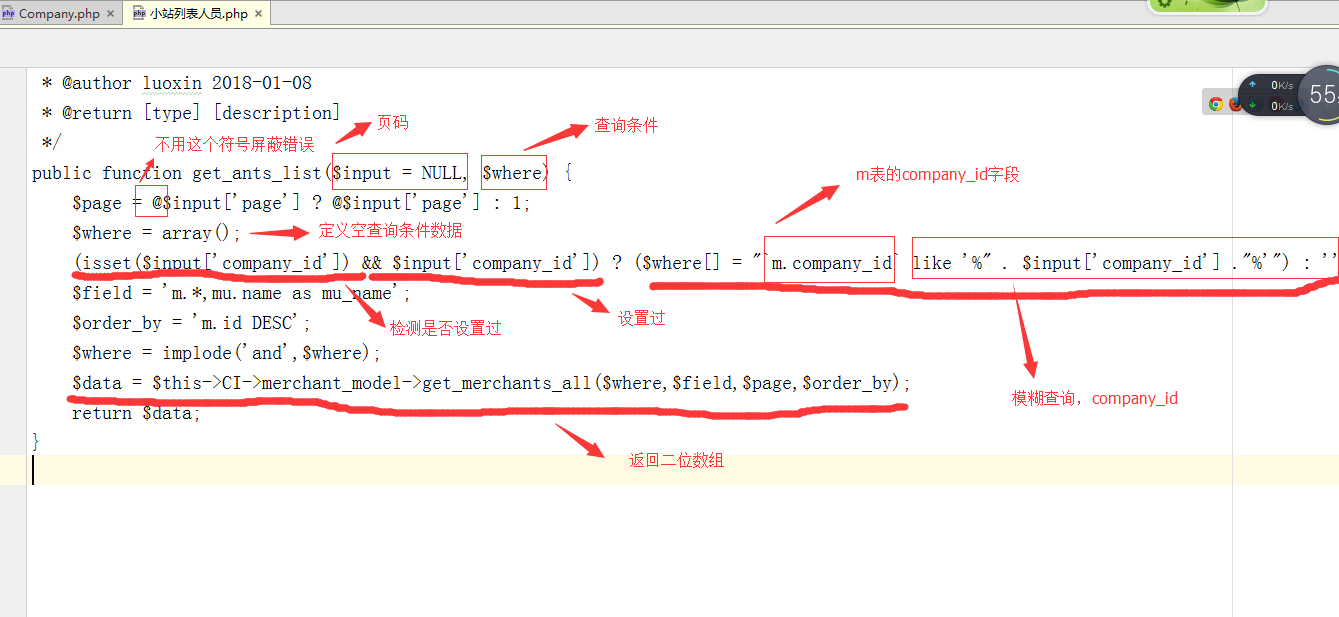 Company.php
小站列表人员.php
* @author luoxin 2018-01-08
* @return [type] [description]
*/
不用这个符号屏蔽错误
页码
查询条件
public function get_ants_list($input = NULL, $where) {
m表的company_id字段
$page = @$input['page'] ? @$input['page'] : 1;
$where = array();
定义空查询条件数据
(isset($input['company_id']) && $input['company_id']) ? ($where[] = "`m.company_id` like '%" . $input['company_id'] ."%'") : ''
$field = 'm.*,mu.name as mu_name';
$order_by = 'm.id DESC';
检测是否设置过
设置过
$where = implode('and',$where);
$data = $this->CI->merchant_model->get_merchants_all($where,$field,$page,$order_by);
模糊查询，company_id
return $data;
}
返回二位数组
0K/s
0K/s